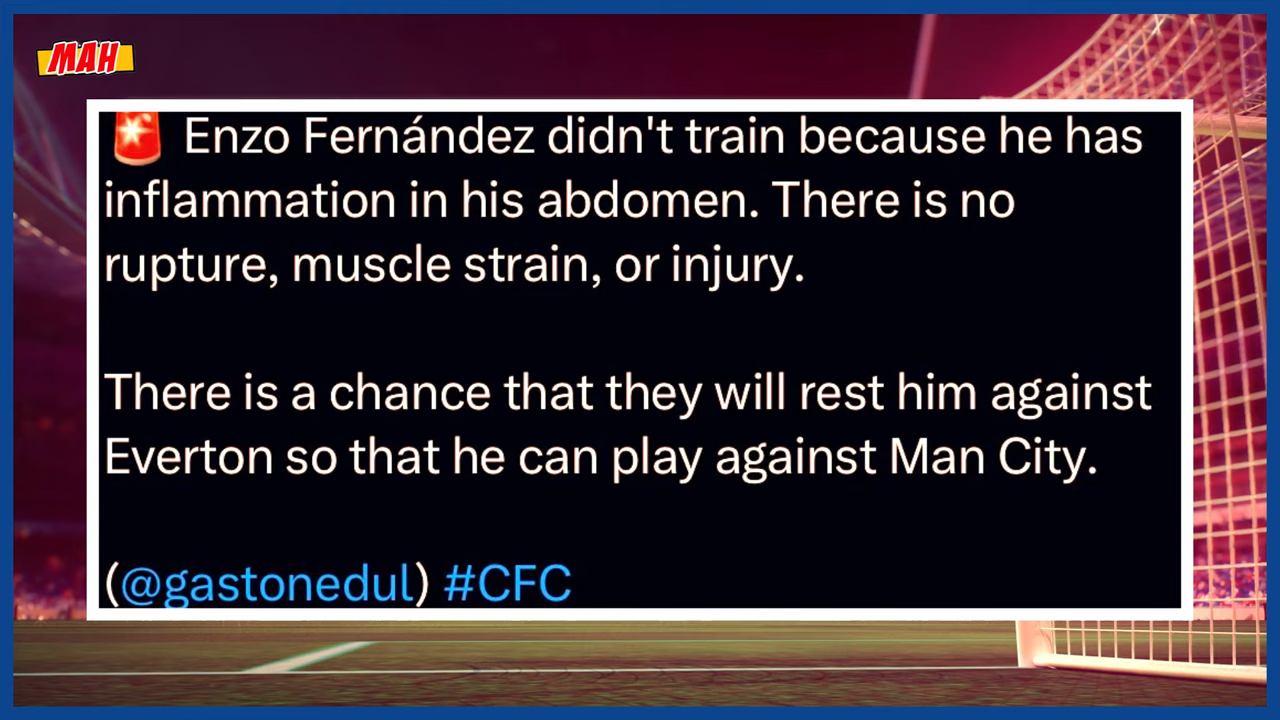 MAH
🚨 Enzo Fernández didn't train because he has
inflammation in his abdomen. There is no
rupture, muscle strain, or injury.
There is a chance that they will rest him against
Everton so that he can play against Man City.
(@gastonedul) #CFC